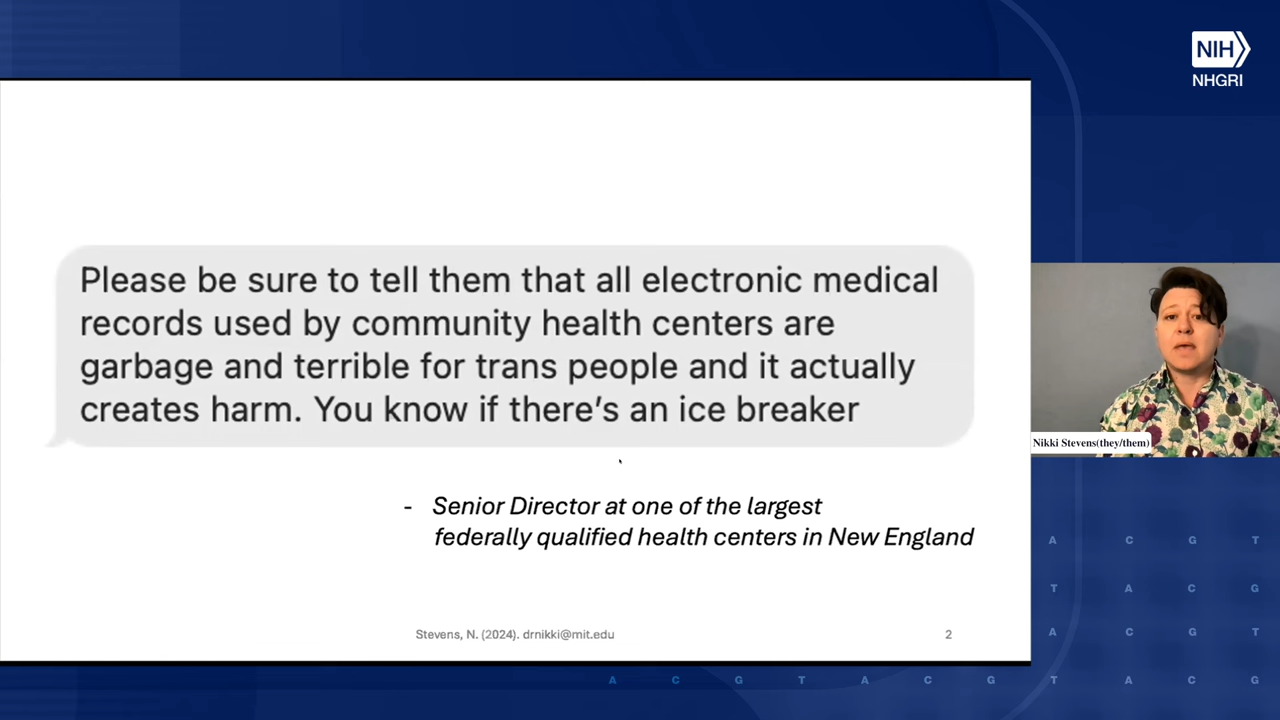 NIH
NHGRI
Please be sure to tell them that all electronic medical
records used by community health centers are
garbage and terrible for trans people and it actually
creates harm. You know if there's an ice breaker
- Senior Director at one of the largest
federally qualified health centers in New England
Stevens, N. (2024). drnikki@mit.edu
2
Nikki Stevens(they/them)
A C G T
T A C G
A C G T
A C G T A C G T A C G